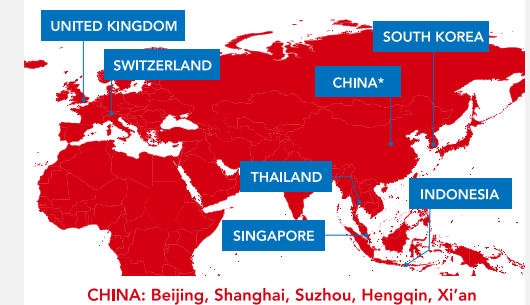 UNITED KINGDOM
SOUTH KOREA
SWITZERLAND
CHINA*
THAILAND
INDONESIA
SINGAPORE
CHINA: Beijing, Shanghai, Suzhou, Hengqin, Xi’an